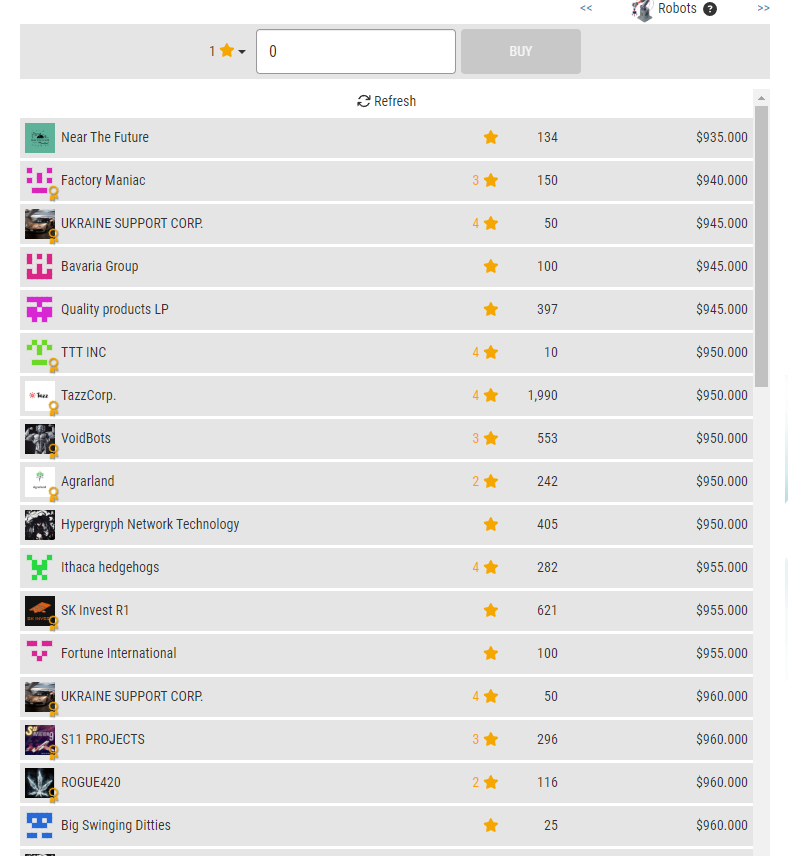 << Robots ? >>
1 0 BUY
Refresh
Near The Future 134 $935.000
Factory Maniac 3 150 $940.000
UKRAINE SUPPORT CORP. 4 50 $945.000
Bavaria Group 100 $945.000
Quality products LP 397 $945.000
TTT INC 4 10 $950.000
Tazz TazzCorp. 4 1,990 $950.000
VoidBots 3 553 $950.000
Agrarland 2 242 $950.000
Hypergryph Network Technology 405 $950.000
Ithaca hedgehogs 4 282 $955.000
SK Invest R1 621 $955.000
Fortune International 100 $955.000
UKRAINE SUPPORT CORP. 4 50 $960.000
S11 PROJECTS 3 296 $960.000
ROGUE420 2 116 $960.000
Big Swinging Ditties 25 $960.000